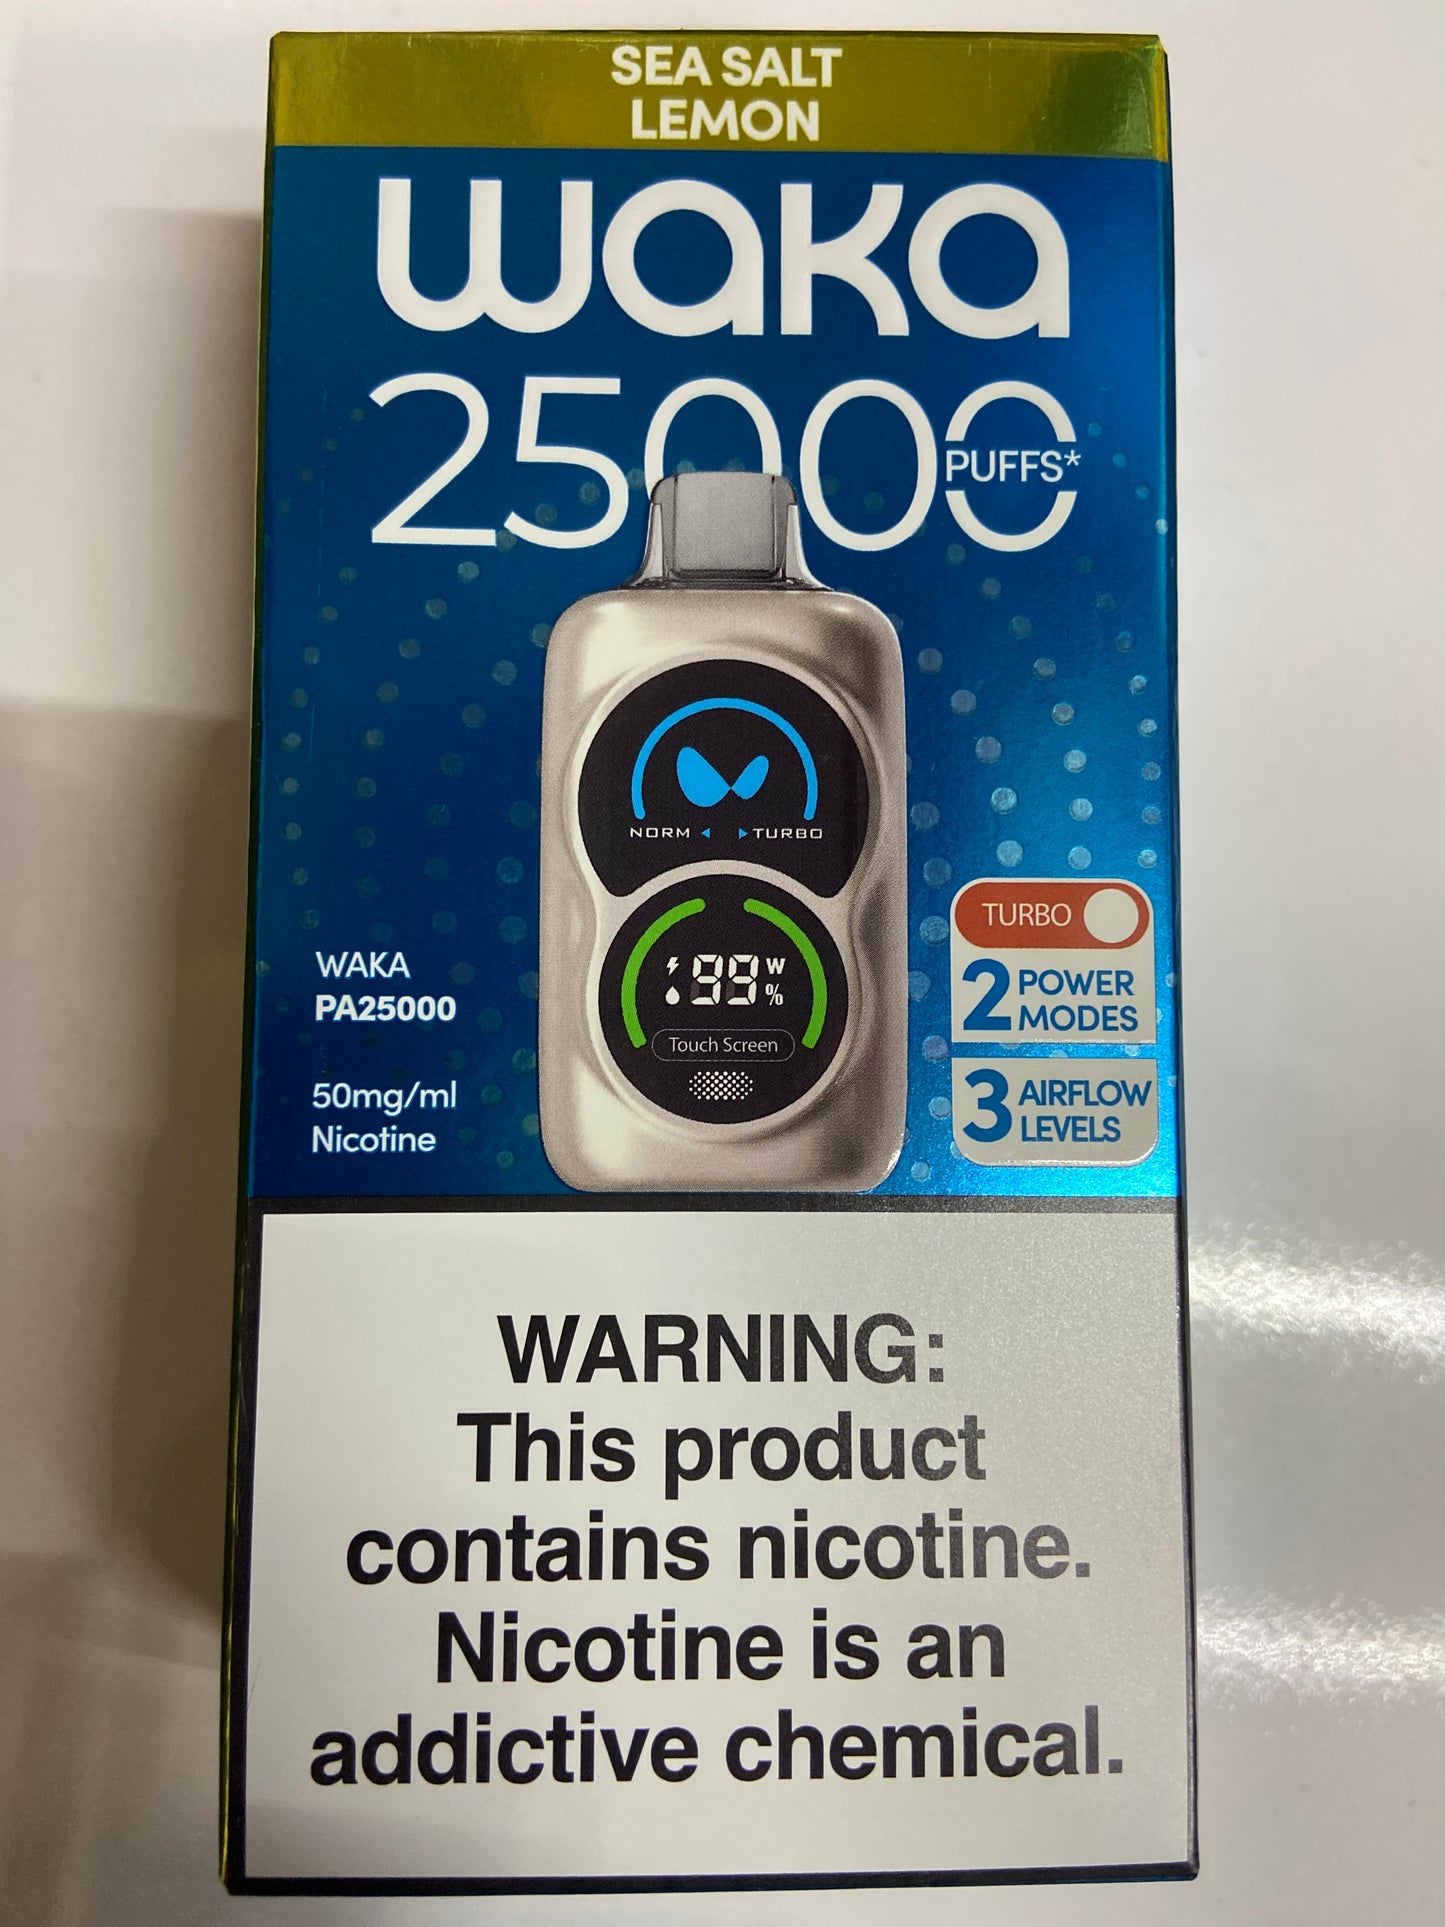 SEA SALT
LEMON
waka
25000
PUFFS*
NORM TURBO
99 W
%
Touch Screen
WAKA
PA25000
50mg/ml
Nicotine
TURBO
2 POWER
MODES
3 AIRFLOW
LEVELS
WARNING:
This product
contains nicotine.
Nicotine is an
addictive chemical.